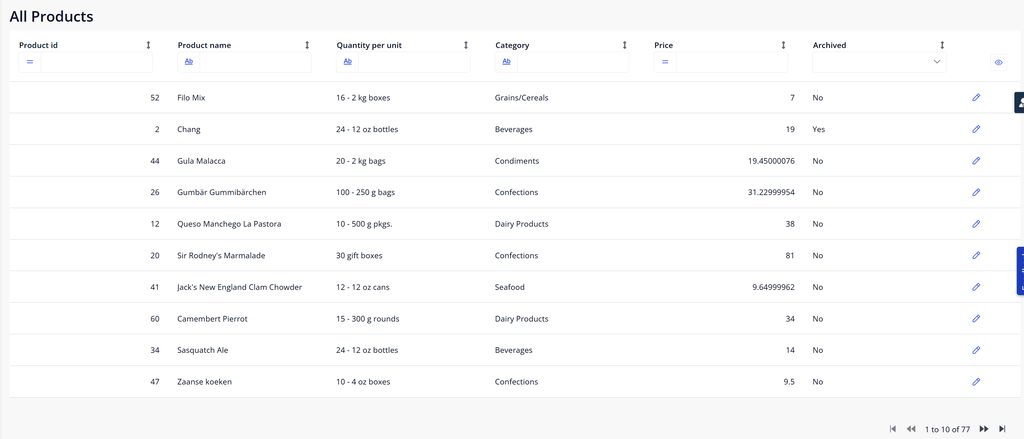 All Products
Product id Product name Quantity per unit Category Price Archived
= Ab Ab Ab =
52 Filo Mix 16 - 2 kg boxes Grains/Cereals 7 No
2 Chang 24 - 12 oz bottles Beverages 19 Yes
44 Gula Malacca 20 - 2 kg bags Condiments 19.45000076 No
26 Gumbär Gummibärchen 100 - 250 g bags Confections 31.22999954 No
12 Queso Manchego La Pastora 10 - 500 g pkgs. Dairy Products 38 No
20 Sir Rodney's Marmalade 30 gift boxes Confections 81 No
41 Jack's New England Clam Chowder 12 - 12 oz cans Seafood 9.64999962 No
60 Camembert Pierrot 15 - 300 g rounds Dairy Products 34 No
34 Sasquatch Ale 24 - 12 oz bottles Beverages 14 No
47 Zaanse koeken 10 - 4 oz boxes Confections 9.5 No
1 to 10 of 77